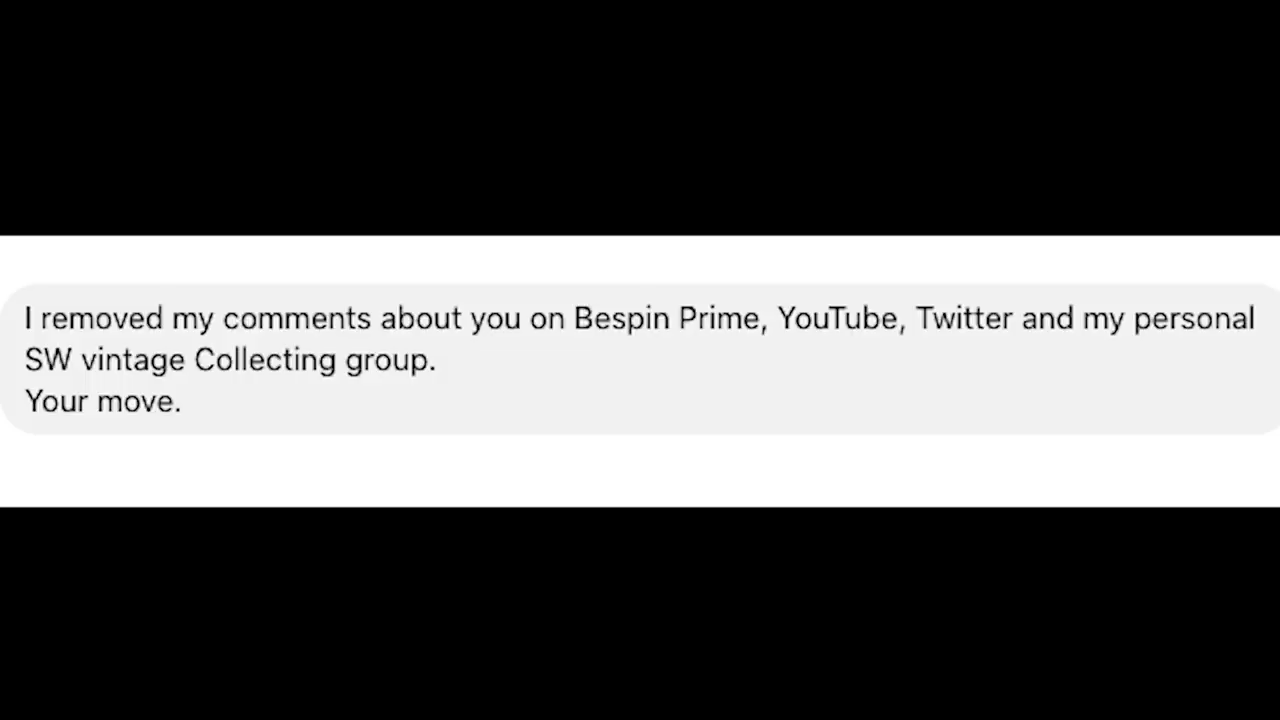 I removed my comments about you on Bespin Prime, YouTube, Twitter and my personal
SW vintage Collecting group.
Your move.